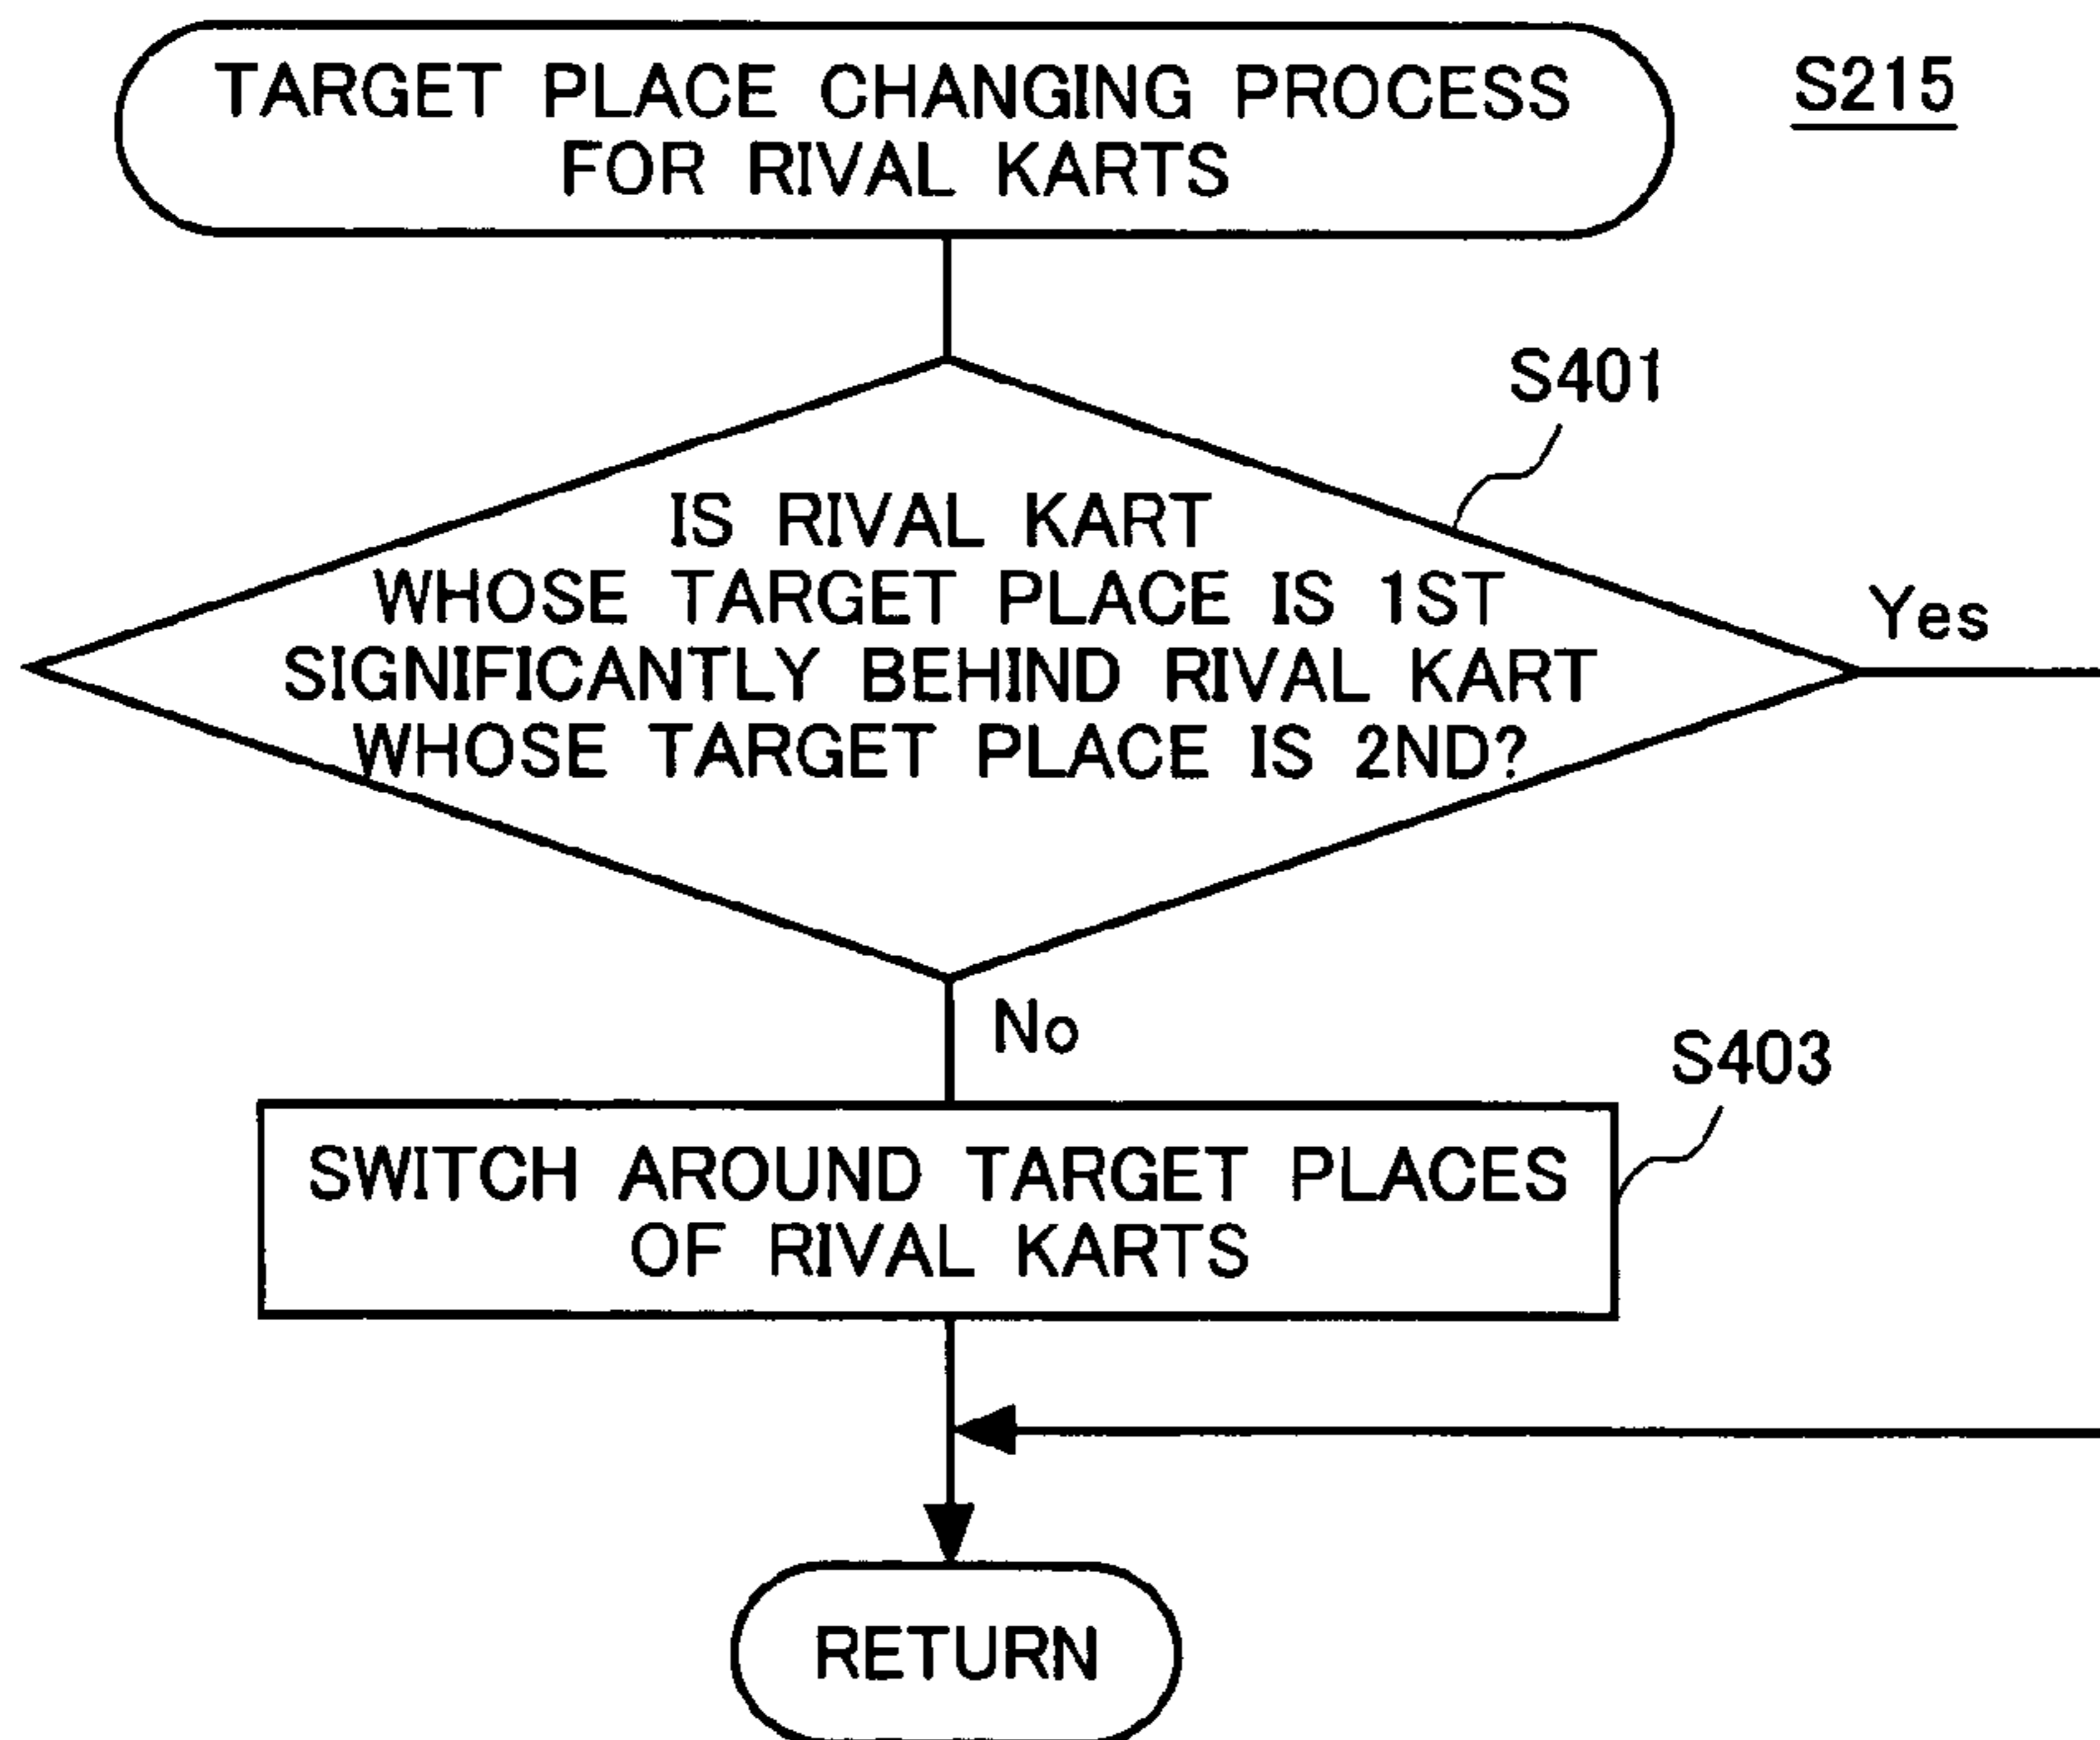 TARGET PLACE CHANGING PROCESS
FOR RIVAL KARTS
S215
S401
IS RIVAL KART
WHOSE TARGET PLACE IS 1ST
SIGNIFICANTLY BEHIND RIVAL KART
WHOSE TARGET PLACE IS 2ND?
Yes
No
S403
SWITCH AROUND TARGET PLACES
OF RIVAL KARTS
RETURN